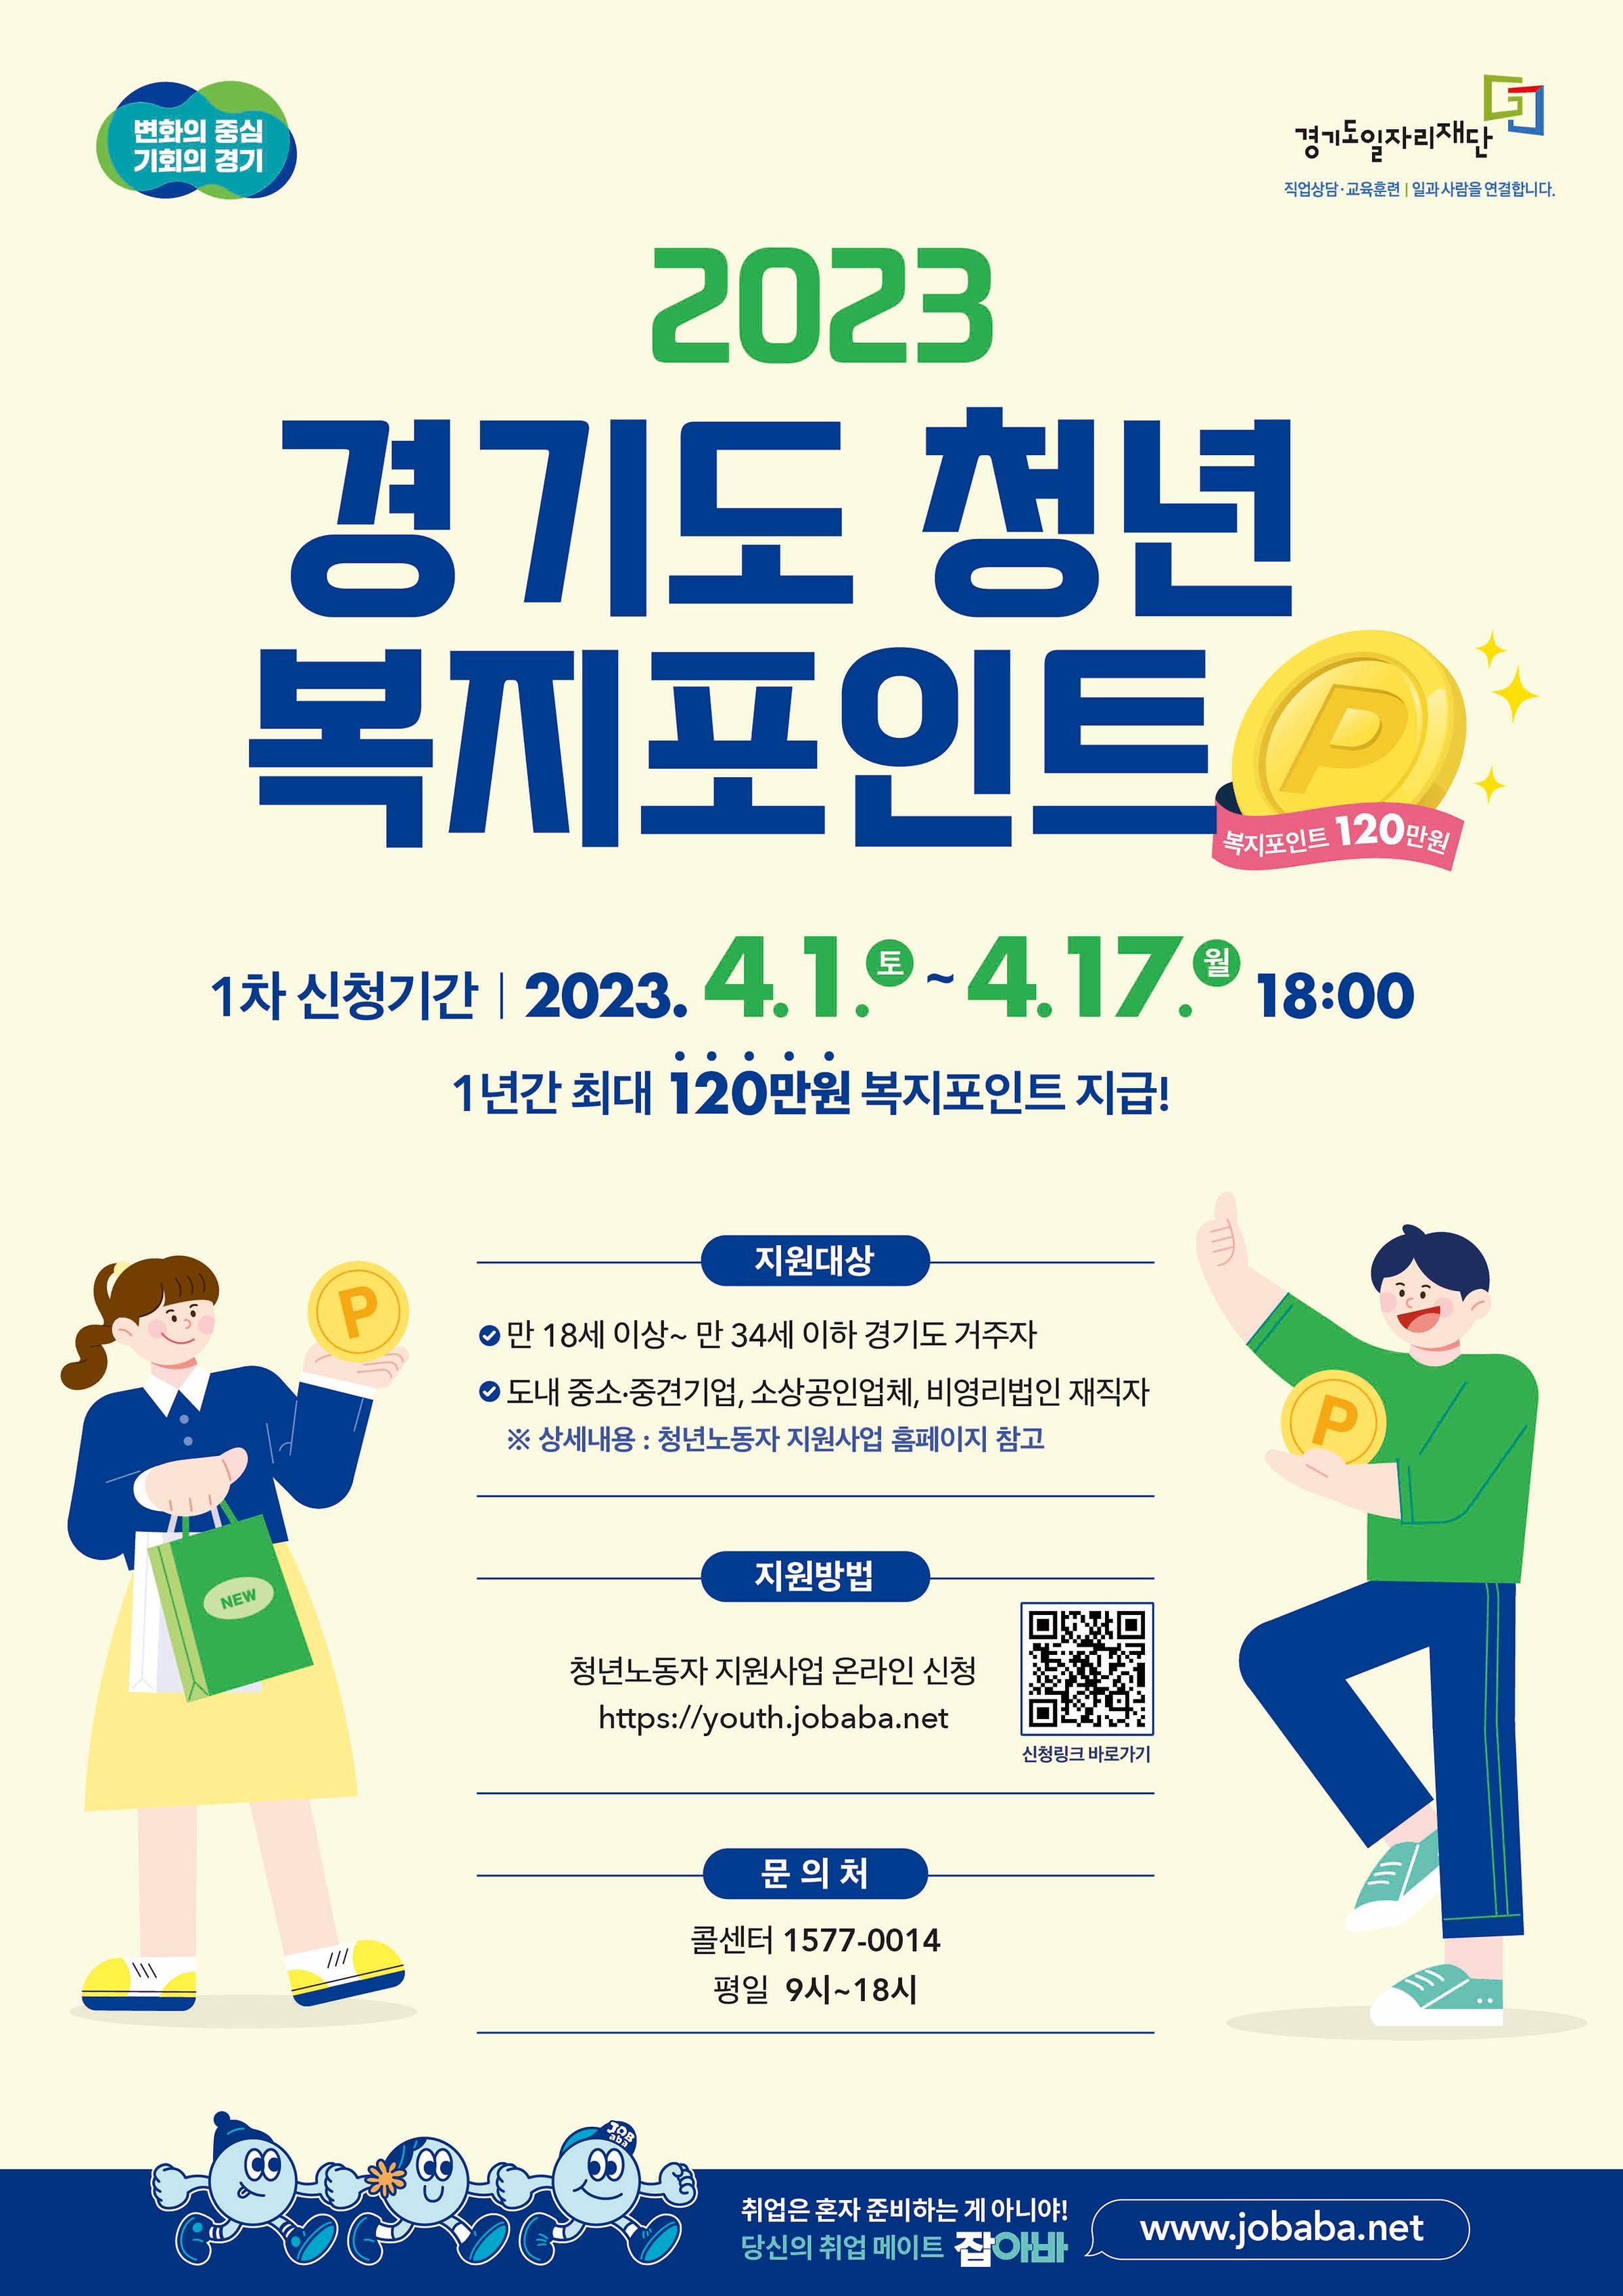 변화의 중심
기회의 경기
경기도일자리재단
직업상담·교육훈련 | 일과 사람을 연결합니다.
2023
경기도 청년
복지포인트
P
복지포인트 120만원
1차 신청기간 | 2023. 4.1. 토 ~ 4.17. 월 18:00
1년간 최대 120만원 복지포인트 지급!
P
지원대상
만 18세 이상~ 만 34세 이하 경기도 거주자
도내 중소·중견기업, 소상공인업체, 비영리법인 재직자
※ 상세내용 : 청년노동자 지원사업 홈페이지 참고
P
NEW
지원방법
청년노동자 지원사업 온라인 신청
https://youth.jobaba.net
신청링크 바로가기
문의처
콜센터 1577-0014
평일 9시~18시
JOB
aba
취업은 혼자 준비하는 게 아니야!
당신의 취업 메이트 잡아바
www.jobaba.net